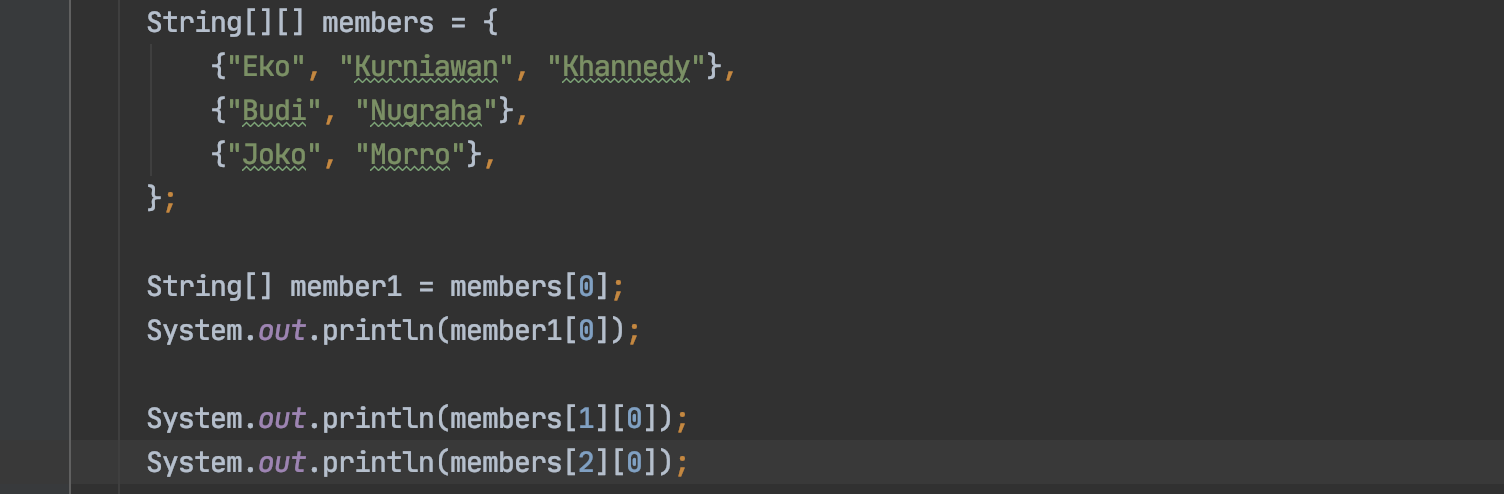 String[][] members = {
    {"Eko", "Kurniawan", "Khannedy"},
    {"Budi", "Nugraha"},
    {"Joko", "Morro"},
};
String[] member1 = members[0];
System.out.println(member1[0]);
System.out.println(members[1][0]);
System.out.println(members[2][0]);